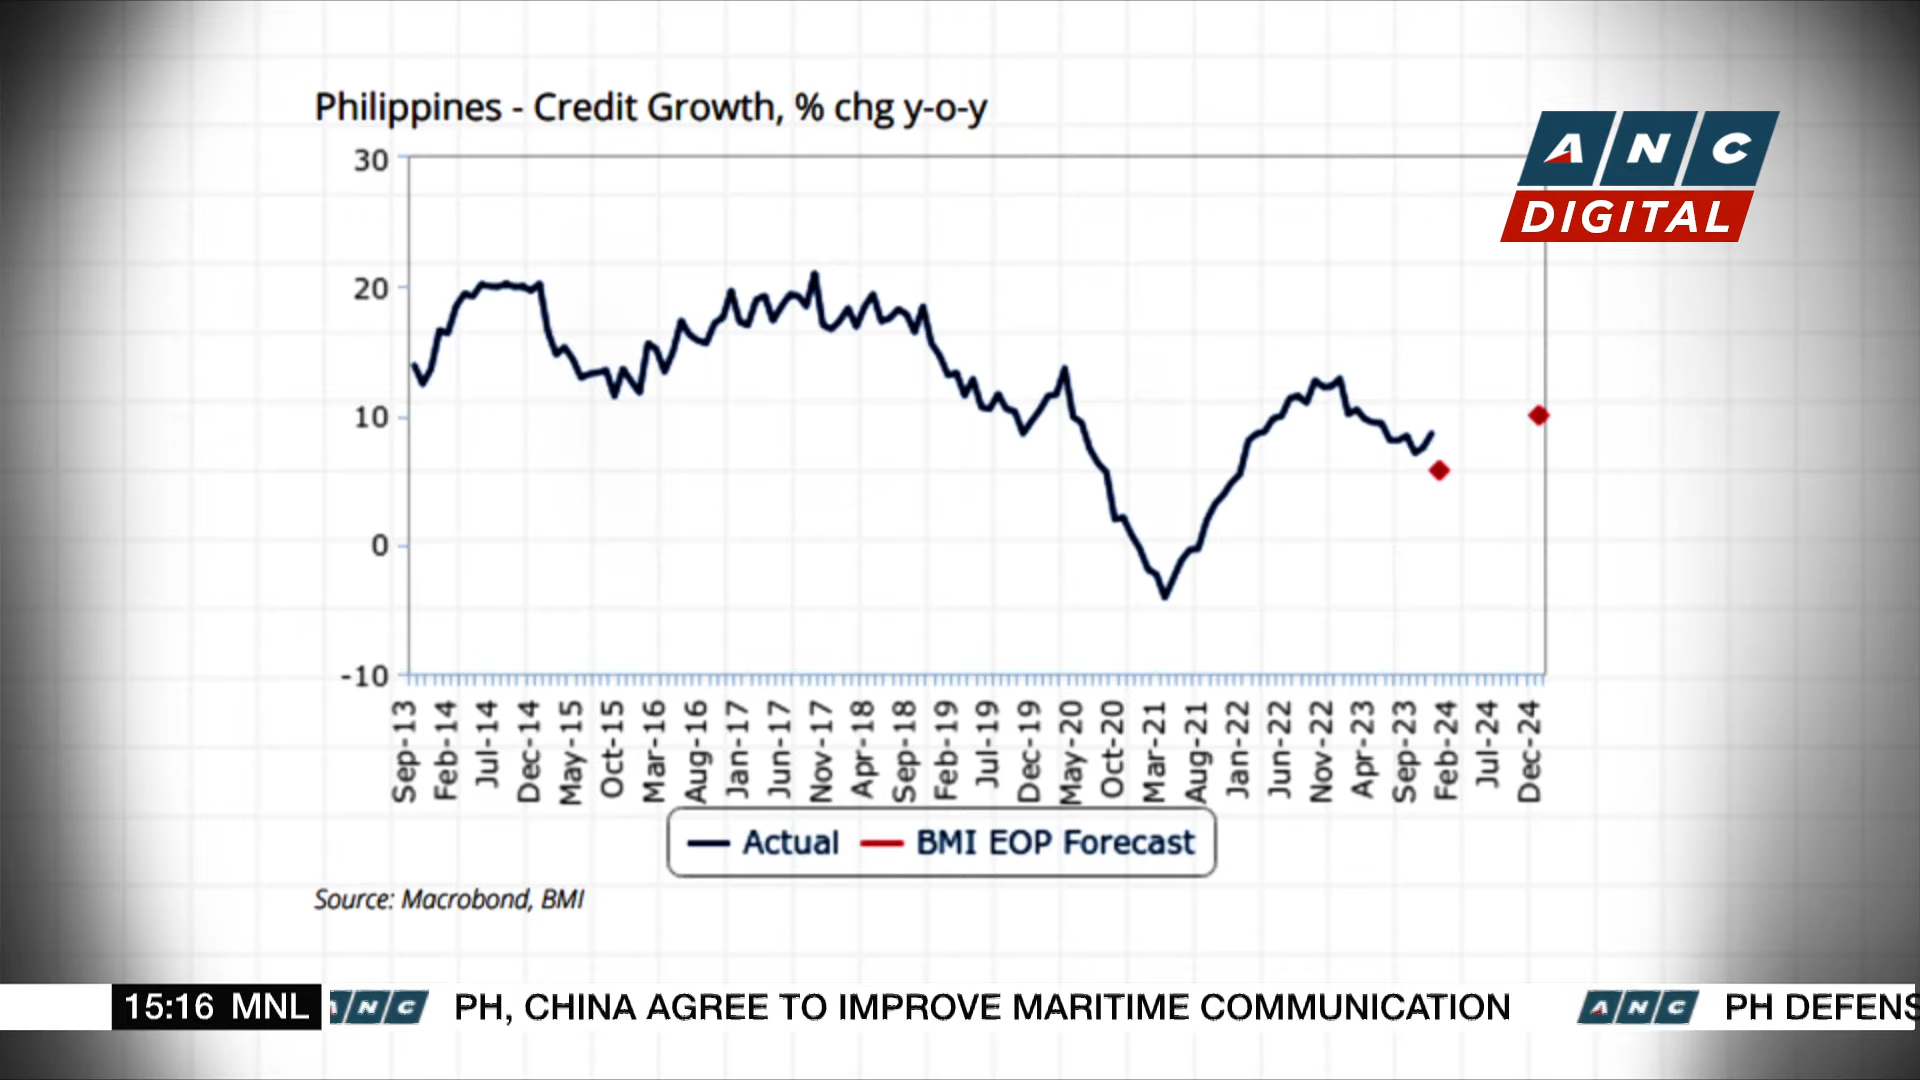 Philippines - Credit Growth, % chg y-o-y
ANC
DIGITAL
30
20
10
0
-10
Sep-13
Feb-14
Jul-14
Dec-14
May-15
Oct-15
Mar-16
Aug-16
Jan-17
Jun-17
Nov-17
Apr-18
Sep-18
Feb-19
Jul-19
Dec-19
May-20
Oct-20
Mar-21
Aug-21
Jan-22
Jun-22
Nov-22
Apr-23
Sep-23
Feb-24
Jul-24
Dec-24
Actual BMI EOP Forecast
Source: Macrobond, BMI
15:16 MNL ANC PH, CHINA AGREE TO IMPROVE MARITIME COMMUNICATION ANC PH DEFENS